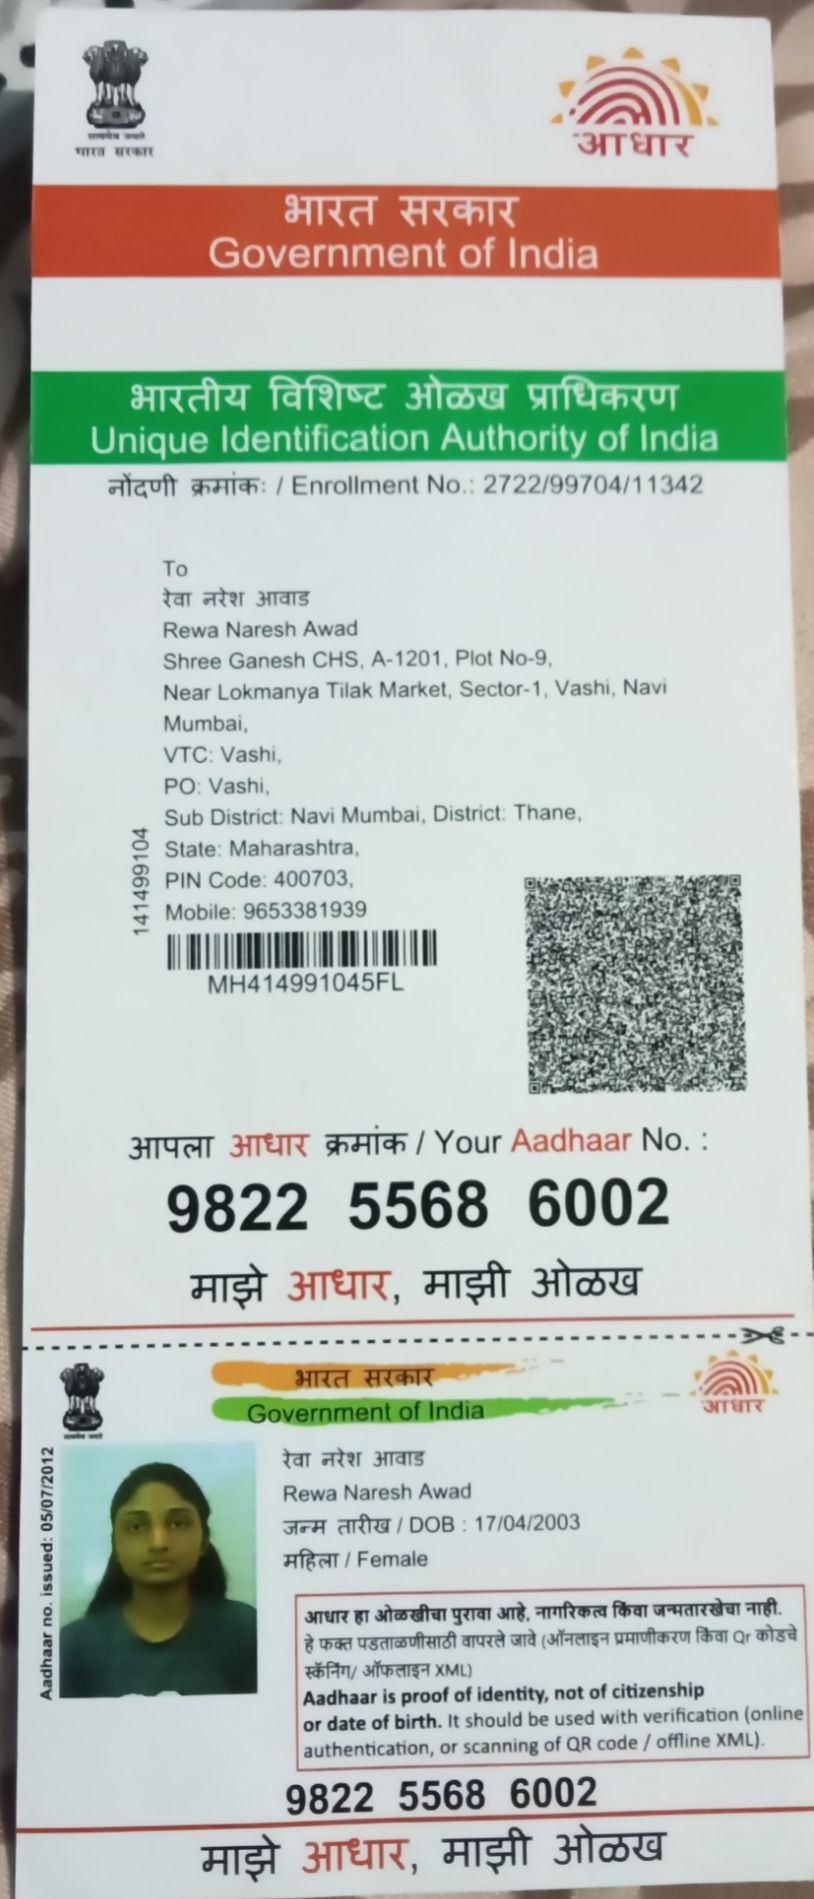 सत्यमेव जयते
भारत सरकार
आधार
भारत सरकार
Government of India
भारतीय विशिष्ट ओळख प्राधिकरण
Unique Identification Authority of India
नोंदणी क्रमांकः / Enrollment No.: 2722/99704/11342
To
रेवा नरेश आवाड
Rewa Naresh Awad
Shree Ganesh CHS, A-1201, Plot No-9,
Near Lokmanya Tilak Market, Sector-1, Vashi, Navi
Mumbai,
VTC: Vashi,
PO: Vashi,
Sub District: Navi Mumbai, District: Thane,
State: Maharashtra,
PIN Code: 400703,
Mobile: 9653381939
141499104
MH414991045FL
आपला आधार क्रमांक / Your Aadhaar No. :
9822 5568 6002
माझे आधार, माझी ओळख
भारत सरकार
Government of India
सत्यमेव जयते
आधार
Aadhaar no. issued: 05/07/2012
रेवा नरेश आवाड
Rewa Naresh Awad
जन्म तारीख / DOB : 17/04/2003
महिला / Female
आधार हा ओळखीचा पुरावा आहे, नागरिकत्व किंवा जन्मतारखेचा नाही.
हे फक्त पडताळणीसाठी वापरले जावे (ऑनलाइन प्रमाणीकरण किंवा Qr कोडचे
स्कॅनिंग/ ऑफलाइन XML)
Aadhaar is proof of identity, not of citizenship
or date of birth. It should be used with verification (online
authentication, or scanning of QR code / offline XML).
9822 5568 6002
माझे आधार, माझी ओळख